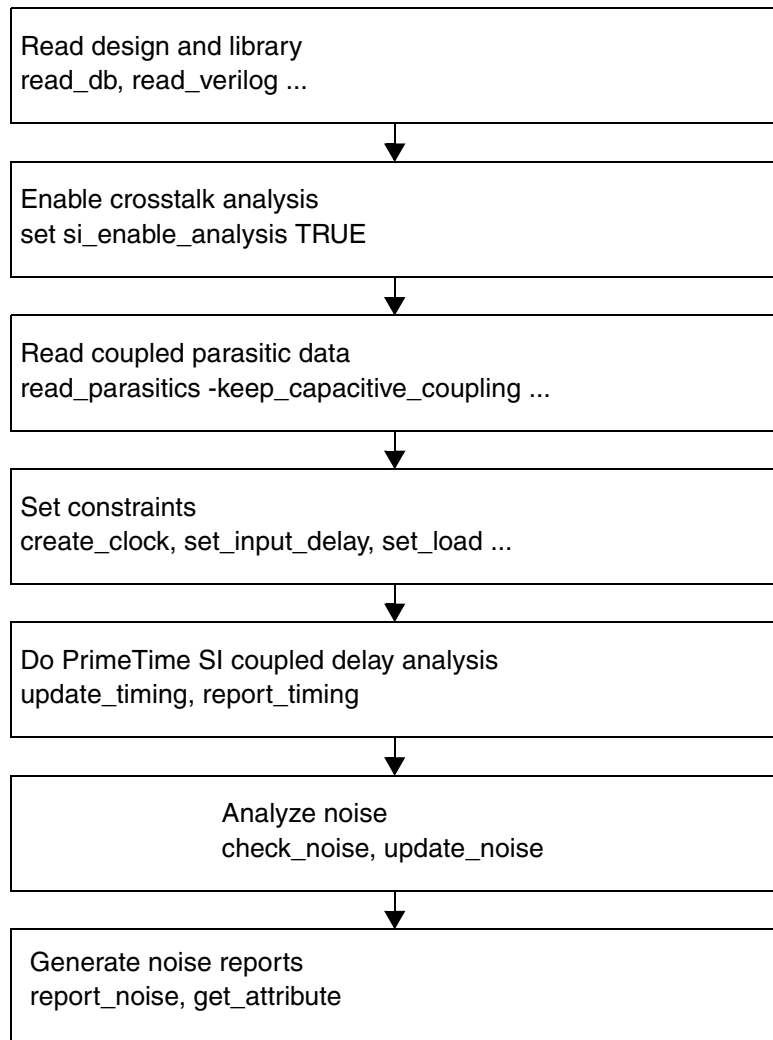 Read design and library
read_db, read_verilog ...
Enable crosstalk analysis
set si_enable_analysis TRUE
Read coupled parasitic data
read_parasitics -keep_capacitive_coupling ...
Set constraints
create_clock, set_input_delay, set_load ...
Do PrimeTime SI coupled delay analysis
update_timing, report_timing
Analyze noise
check_noise, update_noise
Generate noise reports
report_noise, get_attribute